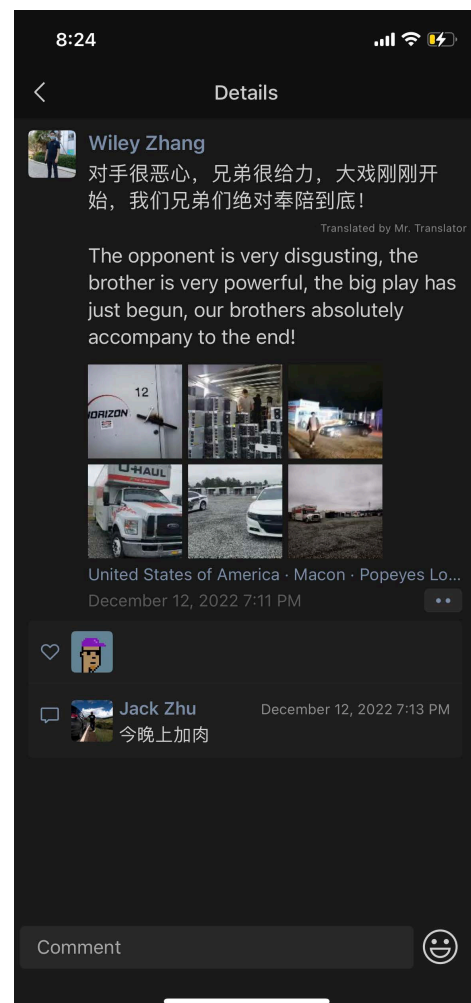 8:24
Details
Wiley Zhang
对手很恶心，兄弟很给力，大戏刚刚开
始，我们兄弟们绝对奉陪到底！
Translated by Mr. Translator
The opponent is very disgusting, the
brother is very powerful, the big play has
just begun, our brothers absolutely
accompany to the end!
12
HORIZON
8
U-HAUL
United States of America · Macon · Popeyes Lo...
December 12, 2022 7:11 PM
Jack Zhu
December 12, 2022 7:13 PM
今晚上加肉
Comment